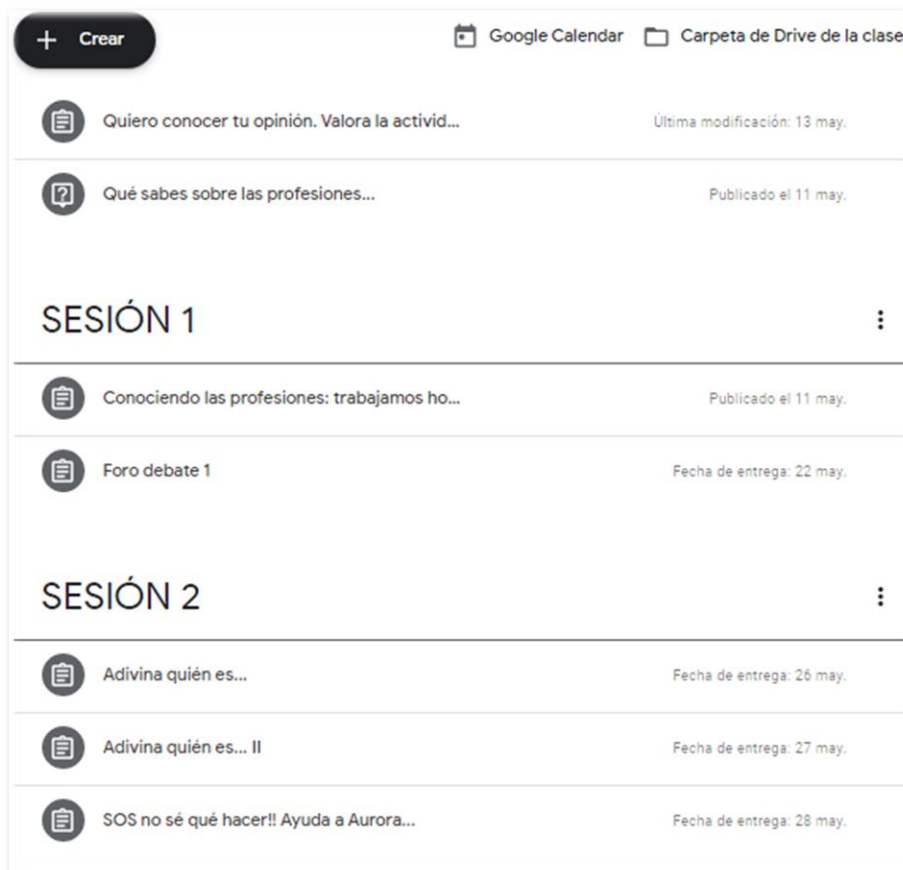 + Crear
Google Calendar Carpeta de Drive de la clase
Quiero conocer tu opinión. Valora la activid... Última modificación: 13 may.
Qué sabes sobre las profesiones... Publicado el 11 may.
SESIÓN 1
Conociendo las profesiones: trabajamos ho... Publicado el 11 may.
Foro debate 1 Fecha de entrega: 22 may.
SESIÓN 2
Adivina quién es... Fecha de entrega: 26 may.
Adivina quién es... II Fecha de entrega: 27 may.
SOS no sé qué hacer!! Ayuda a Aurora... Fecha de entrega: 28 may.